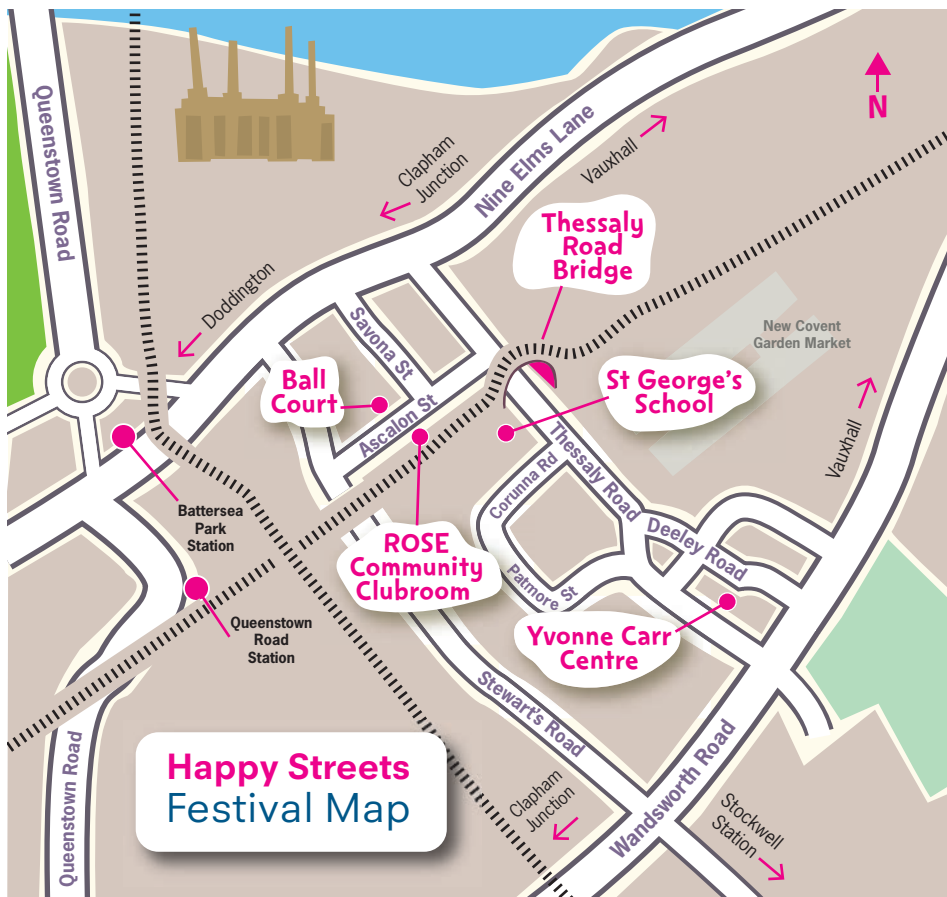 Queenstown Road
Clapham
Junction
Nine Elms Lane
Vauxhall
N
Thessaly
Road
Bridge
Doddington
Savona St
New Covent
Garden Market
Ball
Court
St George's
School
Ascalon St
Vauxhall
Corunna Rd
Thessaly Road
Battersea
Park
Station
Deeley Road
ROSE
Community
Clubroom
Patmore St
Queenstown
Road
Station
Yvonne Carr
Centre
Stewart's Road
Happy Streets
Festival Map
Queenstown Road
Clapham
Junction
Wandsworth Road
Stockwell
Station